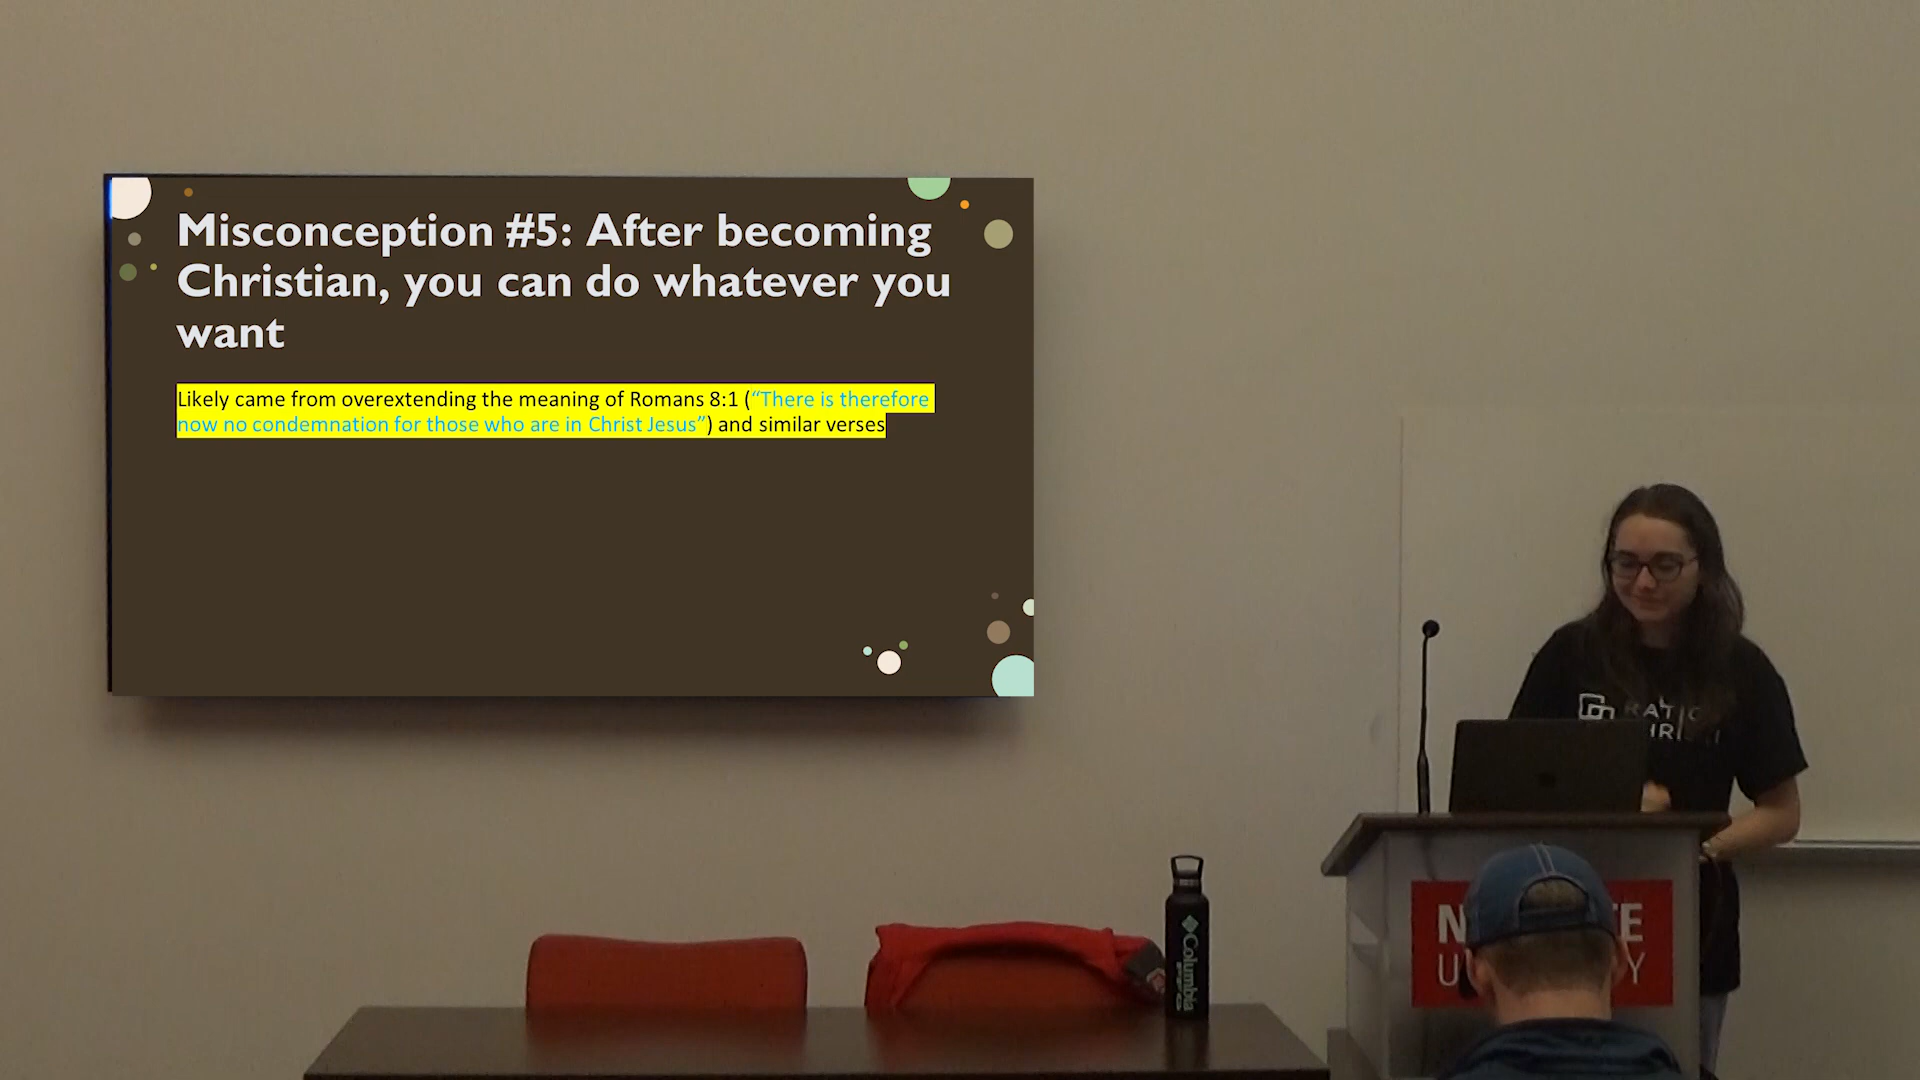 Misconception #5: After becoming
Christian, you can do whatever you
want
Likely came from overextending the meaning of Romans 8:1 (“There is therefore
now no condemnation for those who are in Christ Jesus”) and similar verses
Columbia